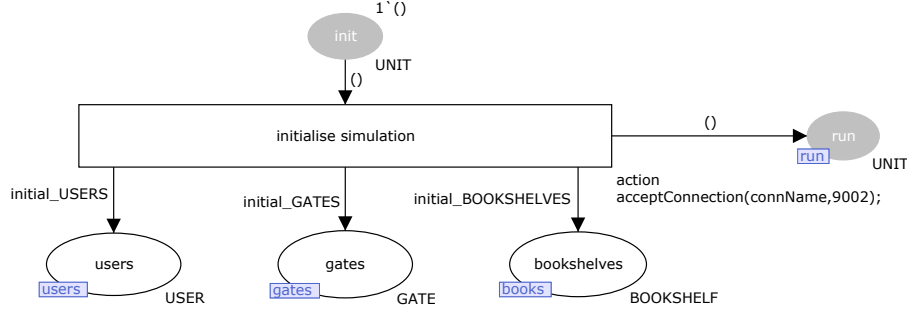 1`()
init
UNIT
()
initialise simulation
()
run
run
UNIT
action
acceptConnection(connName,9002);
initial_USERS
initial_GATES
initial_BOOKSHELVES
users
gates
bookshelves
users
gates
books
USER
GATE
BOOKSHELF